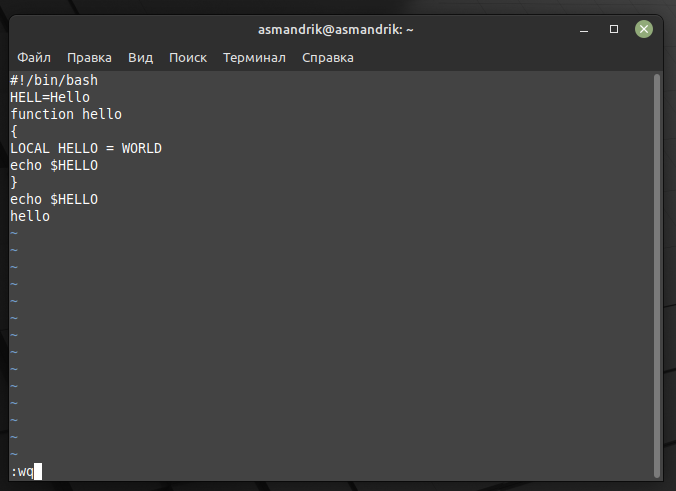 asmandrik@asmandrik: ~
Файл Правка Вид Поиск Терминал Справка
#!/bin/bash
HELL=Hello
function hello
{
LOCAL HELLO = WORLD
echo $HELLO
}
echo $HELLO
hello
~
~
~
~
~
~
~
~
~
~
~
~
~
~
:wq